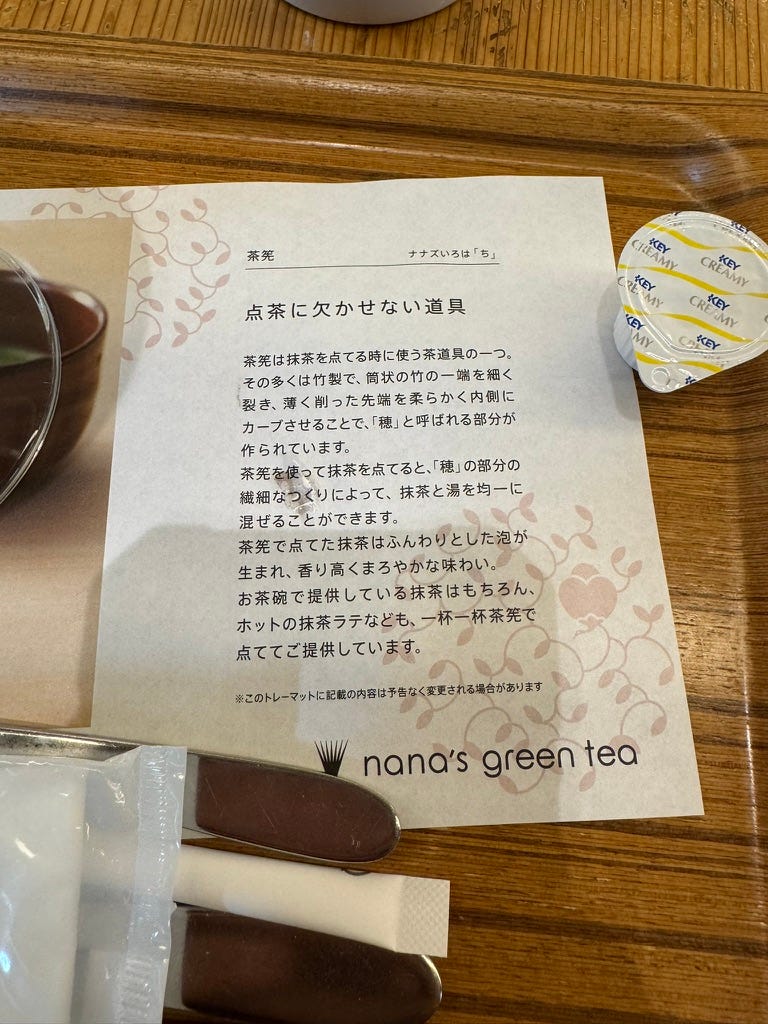 茶筅
ナナズいろは「ち」
点茶に欠かせない道具
茶筅は抹茶を点てる時に使う茶道具の一つ。
その多くは竹製で、筒状の竹の一端を細く
裂き、薄く削った先端を柔らかく内側に
カーブさせることで、「穂」と呼ばれる部分が
作られています。
茶筅を使って抹茶を点てると、「穂」の部分の
繊細なつくりによって、抹茶と湯を均一に
混ぜることができます。
茶筅で点てた抹茶はふんわりとした泡が
生まれ、香り高くまろやかな味わい。
お茶碗で提供している抹茶はもちろん、
ホットの抹茶ラテなども、一杯一杯茶筅で
点ててご提供しています。
※このトレーマットに記載の内容は予告なく変更される場合があります
nana's green tea
KEY
CREAMY
KEY
CREAMY
KEY
CREAMY
KEY
CREAMY
KEY
CREAMY
KEY